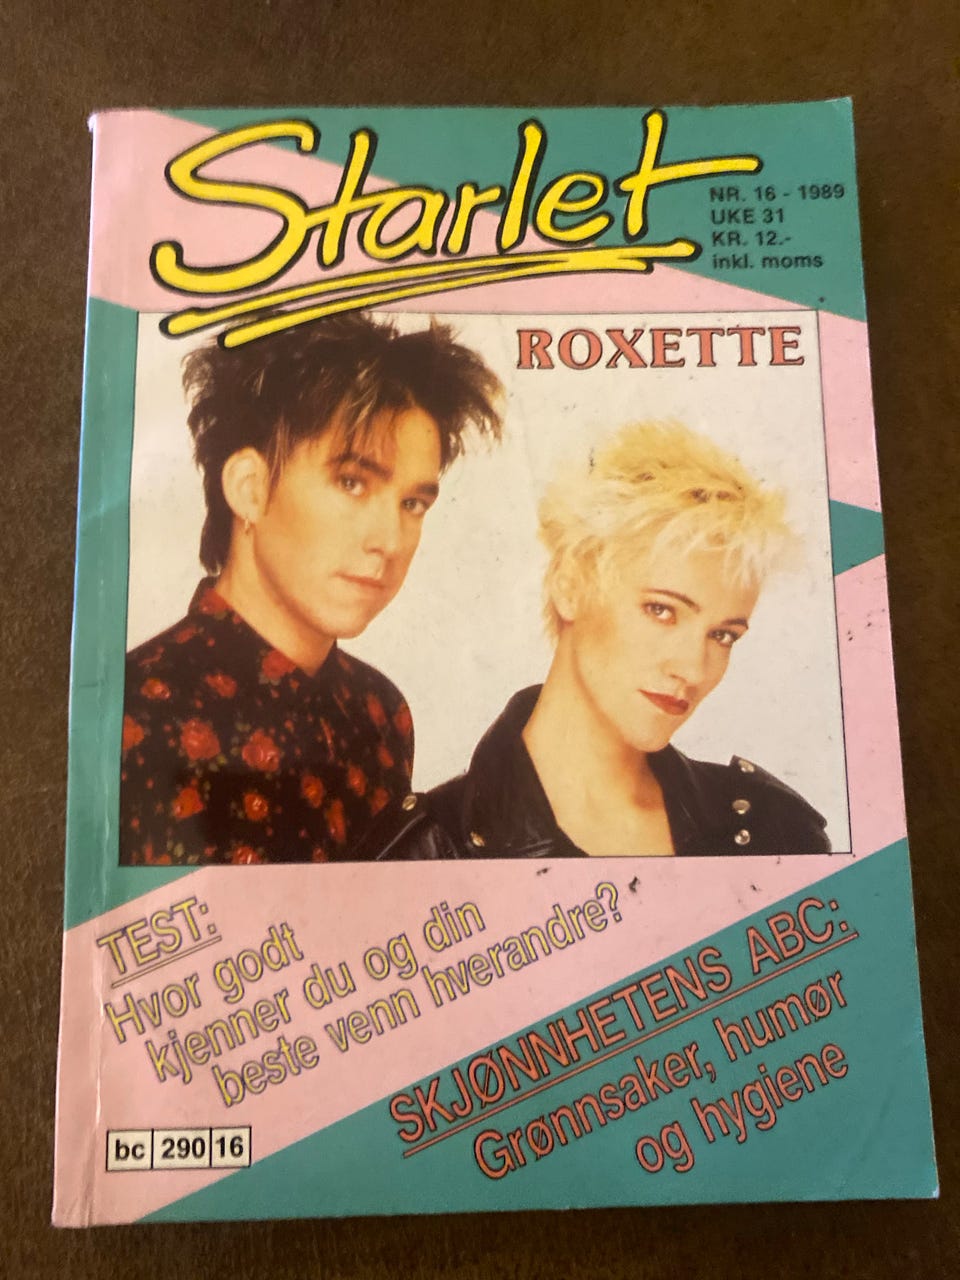 Starlet
NR. 16 - 1989
UKE 31
KR. 12.-
inkl. moms
ROXETTE
TEST:
Hvor godt
kjenner du og din
beste venn hverandre?
SKJØNNHETENS ABC:
Grønnsaker, humør
og hygiene
bc 290 16